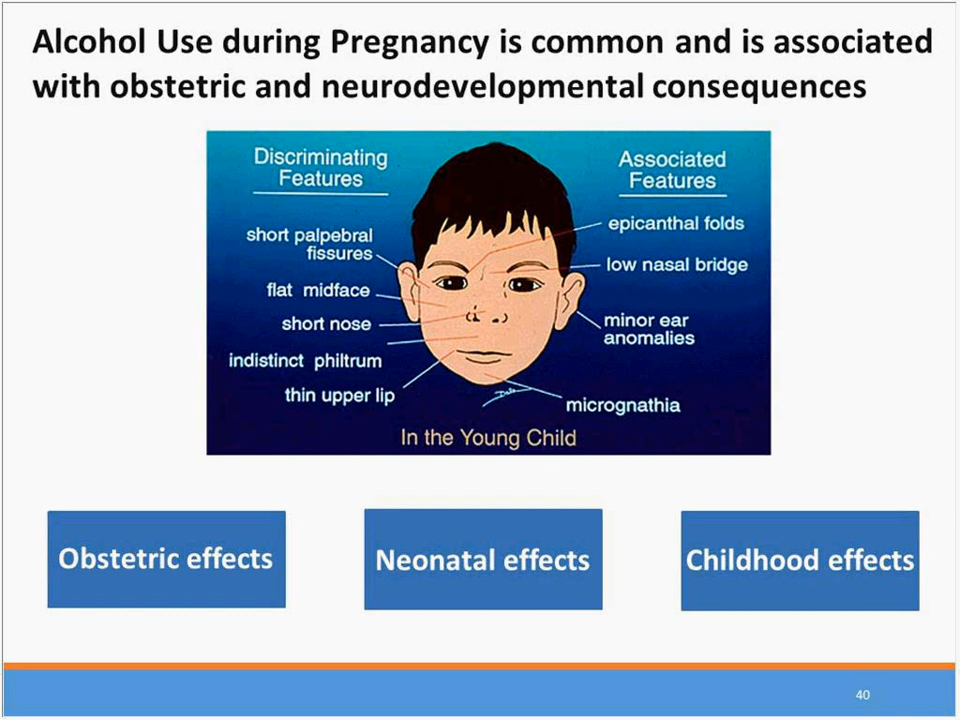 Alcohol Use during Pregnancy is common and is associated
with obstetric and neurodevelopmental consequences
Discriminating
Features
short palpebral
fissures
flat midface
short nose
indistinct philtrum
thin upper lip
Associated
Features
epicanthal folds
low nasal bridge
minor ear
anomalies
micrognathia
In the Young Child
Obstetric effects
Neonatal effects
Childhood effects
40